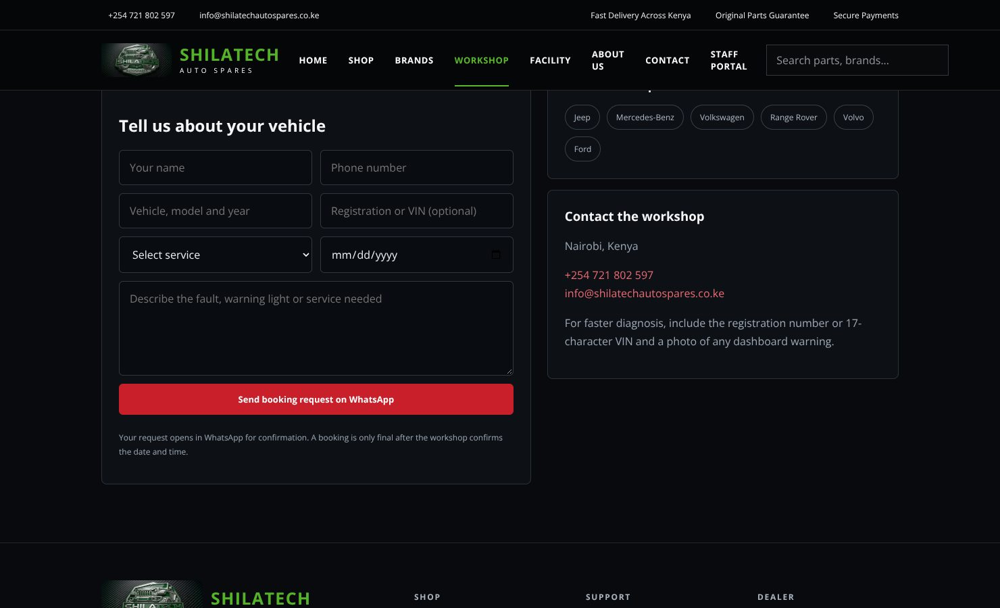 +254 721 802 597
info@shilatechautospares.co.ke
Fast Delivery Across Kenya
Original Parts Guarantee
Secure Payments
SHILATECH
AUTO SPARES
HOME
SHOP
BRANDS
WORKSHOP
FACILITY
ABOUT
US
CONTACT
STAFF
PORTAL
Search parts, brands...
Tell us about your vehicle
Your name
Phone number
Vehicle, model and year
Registration or VIN (optional)
Select service
mm/dd/yyyy
Describe the fault, warning light or service needed
Send booking request on WhatsApp
Your request opens in WhatsApp for confirmation. A booking is only final after the workshop confirms
the date and time.
Jeep
Mercedes-Benz
Volkswagen
Range Rover
Volvo
Ford
Contact the workshop
Nairobi, Kenya
+254 721 802 597
info@shilatechautospares.co.ke
For faster diagnosis, include the registration number or 17-
character VIN and a photo of any dashboard warning.
SHILATECH
SHOP
SUPPORT
DEALER